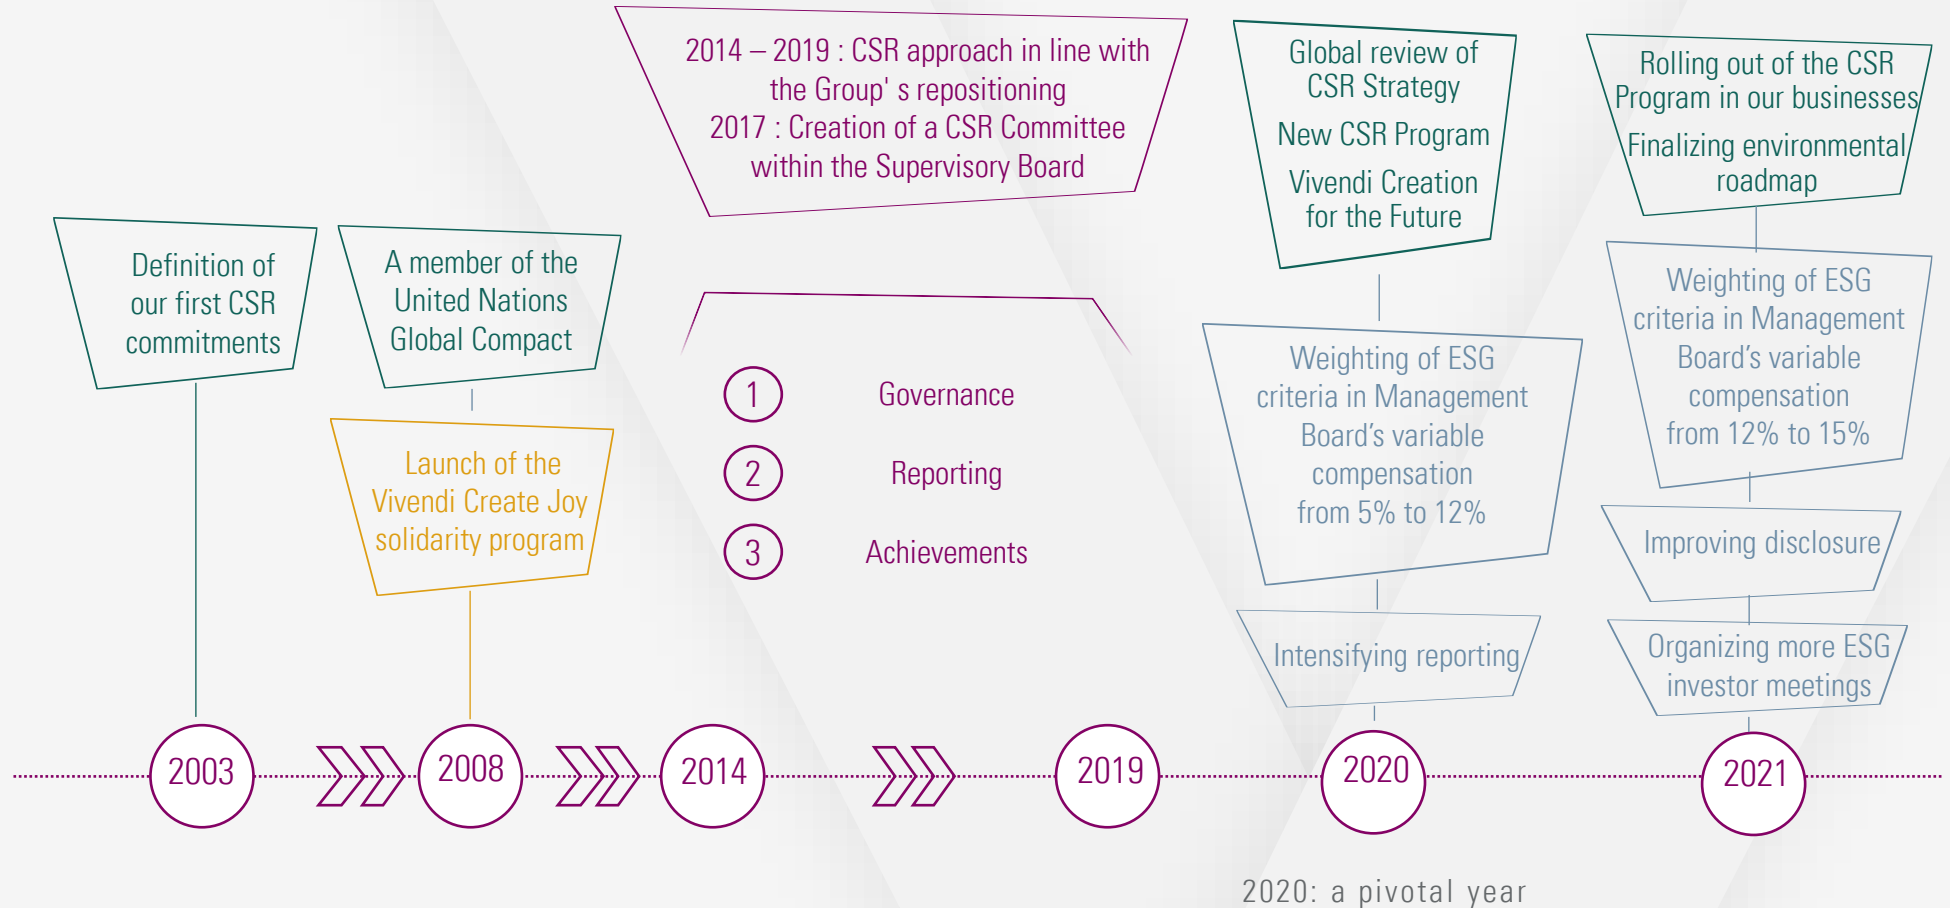 2014 – 2019 : CSR approach in line with
the Group' s repositioning
2017 : Creation of a CSR Committee
within the Supervisory Board
Global review of
CSR Strategy
New CSR Program
Vivendi Creation
for the Future
Rolling out of the CSR
Program in our businesses
Finalizing environmental
roadmap
Definition of
our first CSR
commitments
A member of the
United Nations
Global Compact
Launch of the
Vivendi Create Joy
solidarity program
1 Governance
2 Reporting
3 Achievements
Weighting of ESG
criteria in Management
Board’s variable
compensation
from 5% to 12%
Intensifying reporting
Weighting of ESG
criteria in Management
Board’s variable
compensation
from 12% to 15%
Improving disclosure
Organizing more ESG
investor meetings
2003
2008
2014
2019
2020
2021
2020: a pivotal year